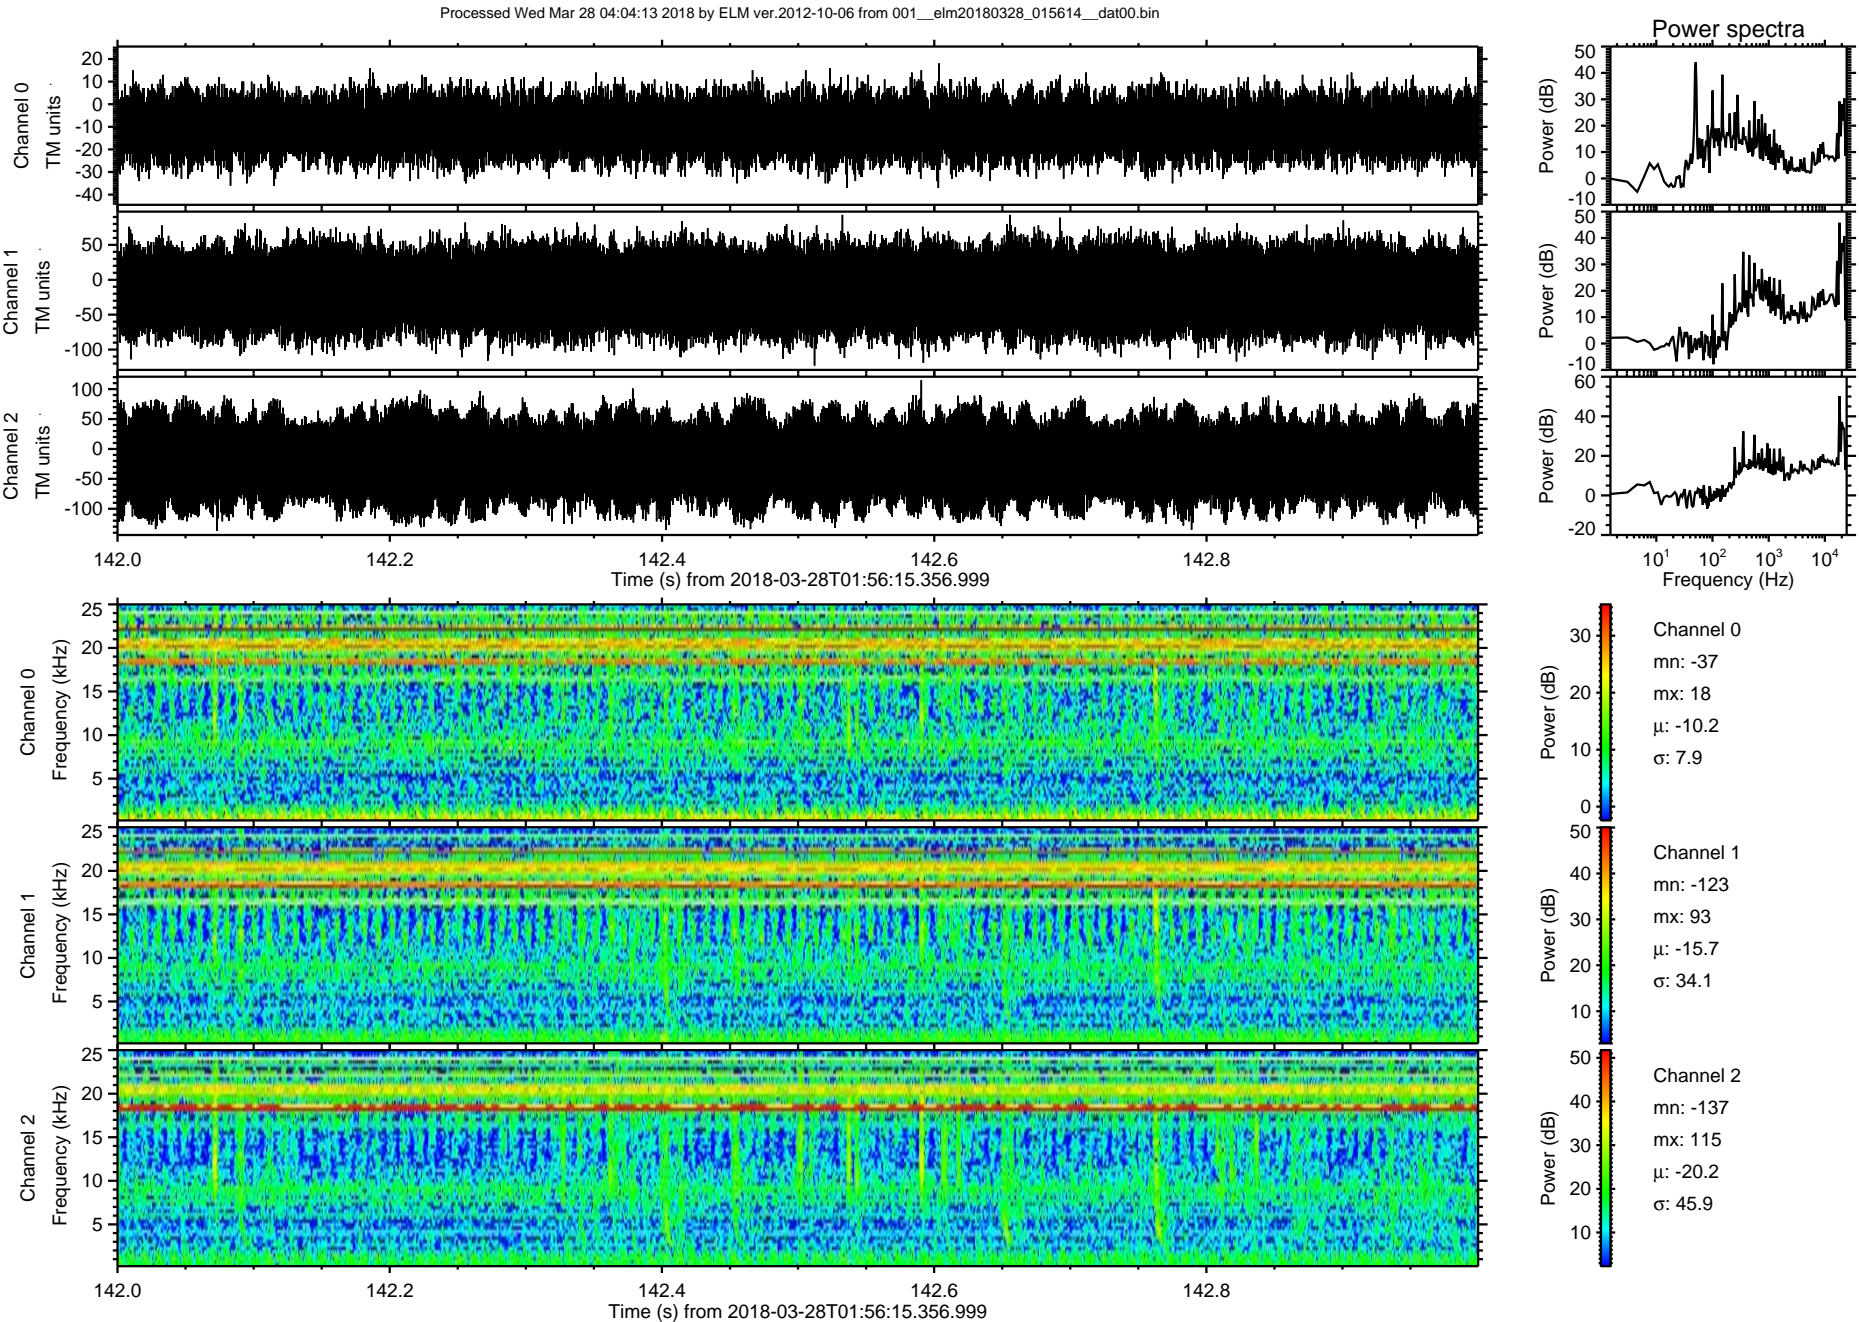 Processed Wed Mar 28 04:04:13 2018 by ELM ver.2012-10-06 from 001__elm20180328_015614__dat00.bin
Power spectra
Channel 0
TM units
20
10
0
-10
-20
-30
-40
Power (dB)
50
40
30
20
10
0
-10
Channel 1
TM units
50
0
-50
-100
Power (dB)
50
40
30
20
10
0
-10
Channel 2
TM units
100
50
0
-50
-100
Power (dB)
60
40
20
0
-20
142.0 142.2 142.4 142.6 142.8
Time (s) from 2018-03-28T01:56:15.356.999
10¹ 10² 10³ 10⁴
Frequency (Hz)
Channel 0
Frequency (kHz)
25
20
15
10
5
Power (dB)
30
20
10
0
Channel 0
mn: -37
mx: 18
μ: -10.2
σ: 7.9
Channel 1
Frequency (kHz)
25
20
15
10
5
Power (dB)
50
40
30
20
10
Channel 1
mn: -123
mx: 93
μ: -15.7
σ: 34.1
Channel 2
Frequency (kHz)
25
20
15
10
5
Power (dB)
50
40
30
20
10
Channel 2
mn: -137
mx: 115
μ: -20.2
σ: 45.9
142.0 142.2 142.4 142.6 142.8
Time (s) from 2018-03-28T01:56:15.356.999